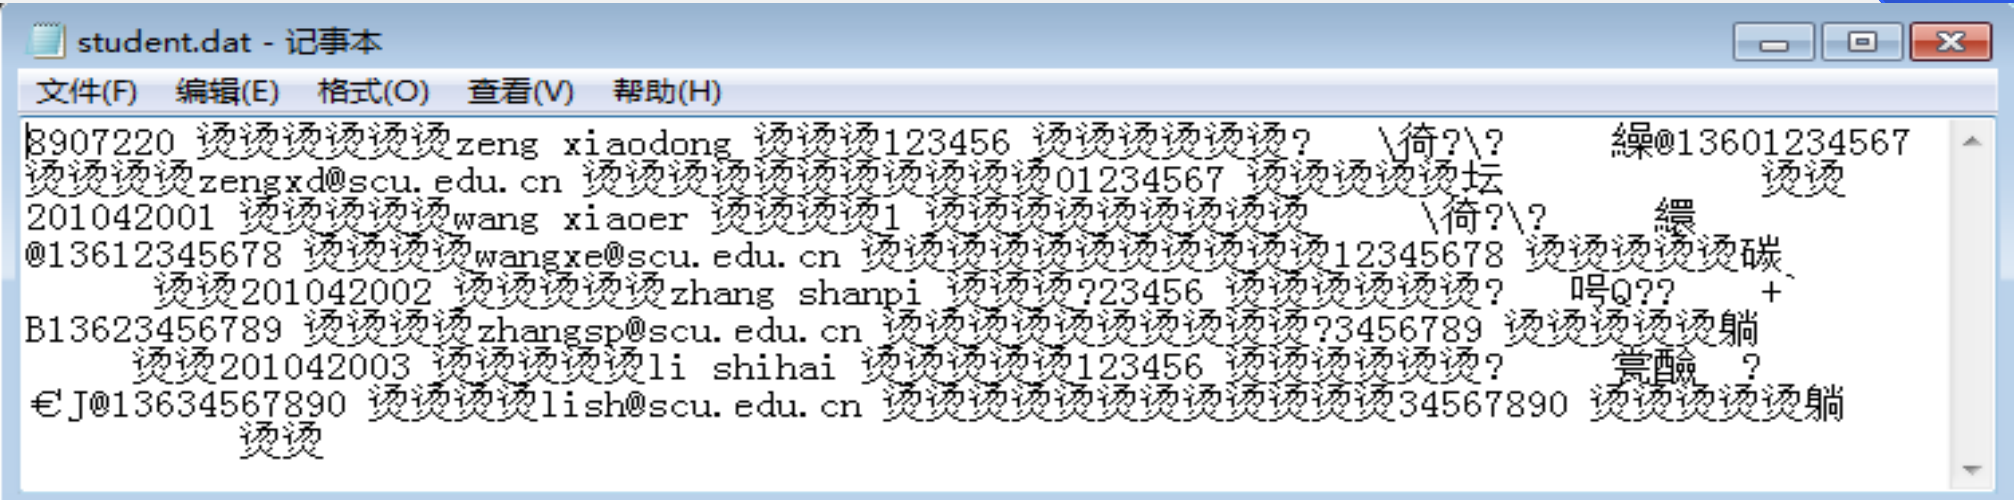 student.dat - 记事本
文件(F) 编辑(E) 格式(O) 查看(V) 帮助(H)
8907220 烫烫烫烫烫烫zeng xiaodong 烫烫烫123456 烫烫烫烫烫烫? \徛?\? 繰@13601234567
烫烫烫烫zengxd@scu.edu.cn 烫烫烫烫烫烫烫烫烫烫烫01234567 烫烫烫烫烫坛 烫烫
201042001 烫烫烫烫烫wang xiaoer 烫烫烫烫1 烫烫烫烫烫烫烫烫烫 \徛?\? 繯
@13612345678 烫烫烫烫wangxe@scu.edu.cn 烫烫烫烫烫烫烫烫烫烫烫12345678 烫烫烫烫烫碳
烫烫201042002 烫烫烫烫烫zhang shanpi 烫烫烫?23456 烫烫烫烫烫烫? 呺Q?? +`
B13623456789 烫烫烫烫zhangsp@scu.edu.cn 烫烫烫烫烫烫烫烫烫烫?3456789 烫烫烫烫烫躺
烫烫201042003 烫烫烫烫烫li shihai 烫烫烫烫烫123456 烫烫烫烫烫烫? 瓽醶 ?
€J@13634567890 烫烫烫烫lish@scu.edu.cn 烫烫烫烫烫烫烫烫烫烫烫烫34567890 烫烫烫烫烫躺
烫烫